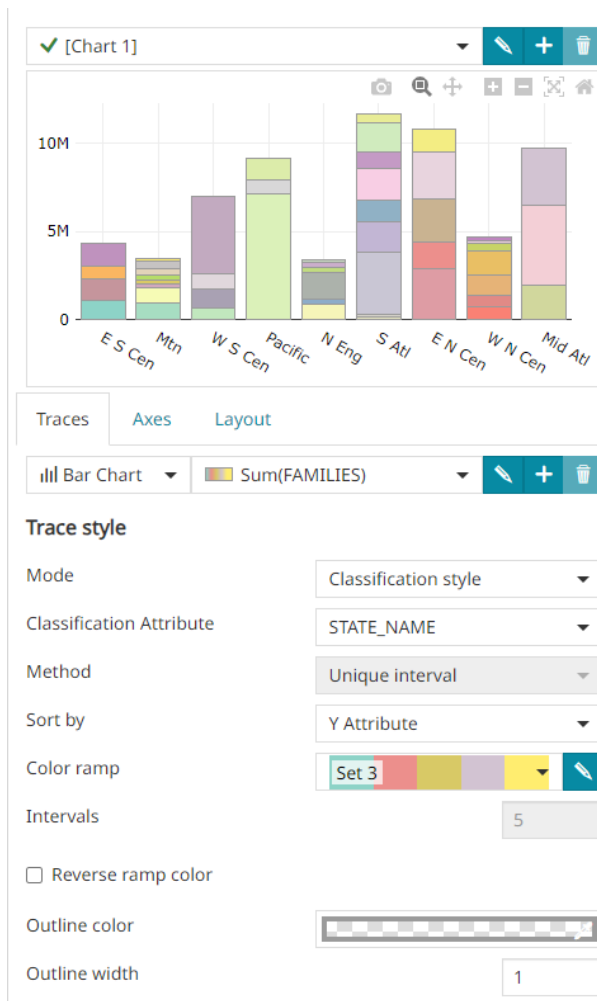 [Chart 1]
10M
5M
0
E S Cen
Mtn
W S Cen
Pacific
N Eng
S Atl
E N Cen
W N Cen
Mid Atl
Traces Axes Layout
Bar Chart Sum(FAMILIES)
Trace style
Mode Classification style
Classification Attribute STATE_NAME
Method Unique interval
Sort by Y Attribute
Color ramp Set 3
Intervals 5
Reverse ramp color
Outline color
Outline width 1